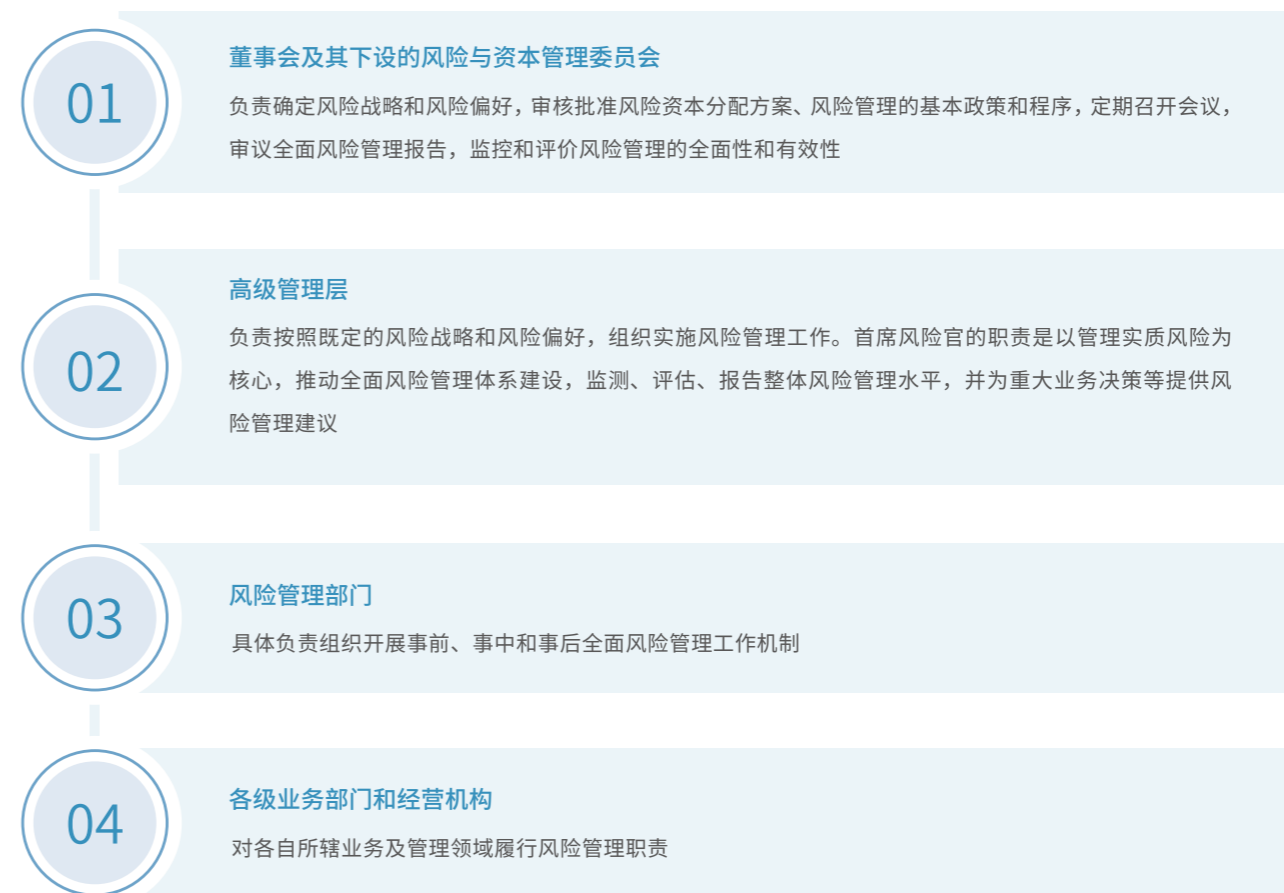 01
董事会及其下设的风险与资本管理委员会
负责确定风险战略和风险偏好，审核批准风险资本分配方案、风险管理的基本政策和程序，定期召开会议，
审议全面风险管理报告，监控和评价风险管理的全面性和有效性
02
高级管理层
负责按照既定的风险战略和风险偏好，组织实施风险管理工作。首席风险官的职责是以管理实质风险为
核心，推动全面风险管理体系建设，监测、评估、报告整体风险管理水平，并为重大业务决策等提供风
险管理建议
03
风险管理部门
具体负责组织开展事前、事中和事后全面风险管理工作机制
04
各级业务部门和经营机构
对各自所辖业务及管理领域履行风险管理职责